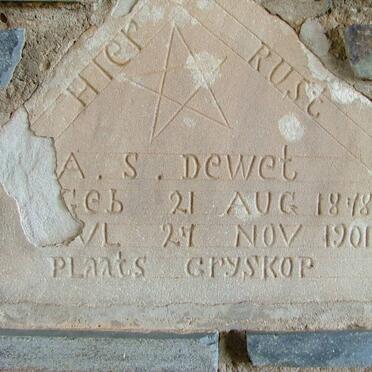 HIER RUST
A. S. Dewet
Geb 21 AUG 1878
OVL 27 NOV 1901
PLAATS GRYSKOP